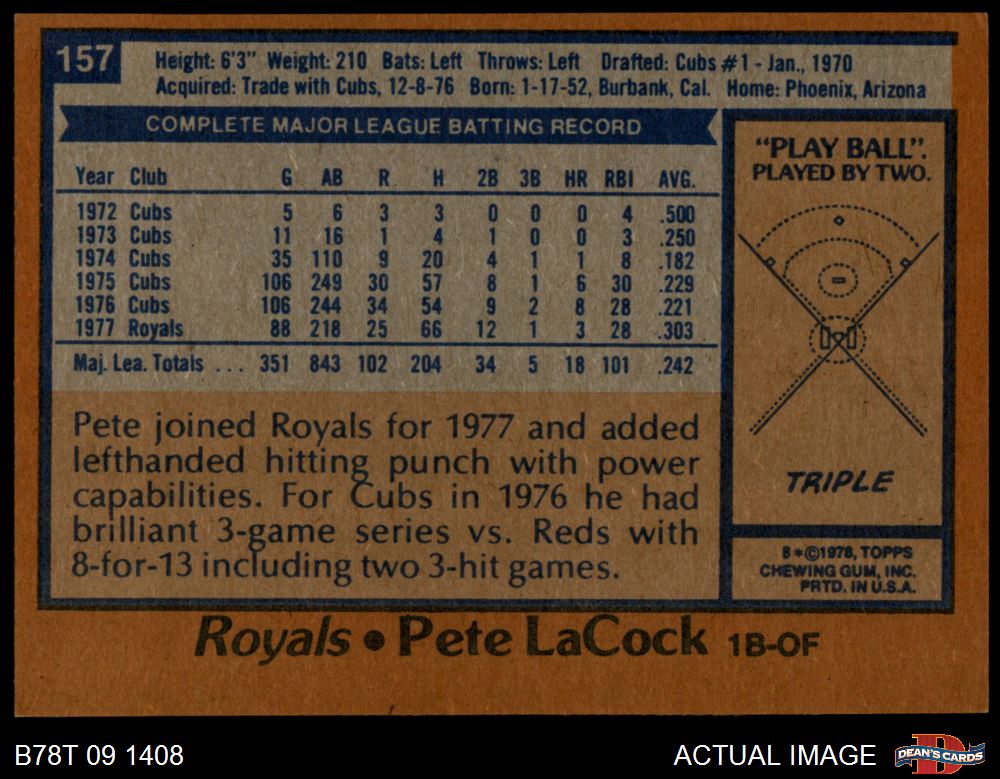 157
Height: 6'3" Weight: 210 Bats: Left Throws: Left Drafted: Cubs #1 - Jan., 1970
Acquired: Trade with Cubs, 12-8-76 Born: 1-17-52, Burbank, Cal. Home: Phoenix, Arizona
COMPLETE MAJOR LEAGUE BATTING RECORD
Year Club G AB R H 2B 3B HR RBI AVG.
1972 Cubs 5 6 3 3 0 0 0 4 .500
1973 Cubs 11 16 1 4 1 0 0 3 .250
1974 Cubs 35 110 9 20 4 1 1 8 .182
1975 Cubs 106 249 30 57 8 1 6 30 .229
1976 Cubs 106 244 34 54 9 2 8 28 .221
1977 Royals 88 218 25 66 12 1 3 28 .303
Maj. Lea. Totals ... 351 843 102 204 34 5 18 101 .242
Pete joined Royals for 1977 and added
lefthanded hitting punch with power
capabilities. For Cubs in 1976 he had
brilliant 3-game series vs. Reds with
8-for-13 including two 3-hit games.
"PLAY BALL".
PLAYED BY TWO.
TRIPLE
B*©1978, TOPPS
CHEWING GUM, INC.
PRTD. IN U.S.A.
Royals • Pete LaCock 1B-OF
B78T 09 1408
ACTUAL IMAGE
DEAN'S CARDS